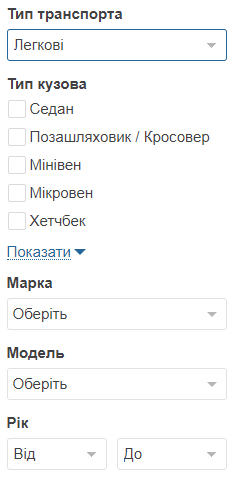 Тип транспорта
Легкові
Тип кузова
Седан
Позашляховик / Кросовер
Мінівен
Мікровен
Хетчбек
Показати
Марка
Оберіть
Модель
Оберіть
Рік
Від До